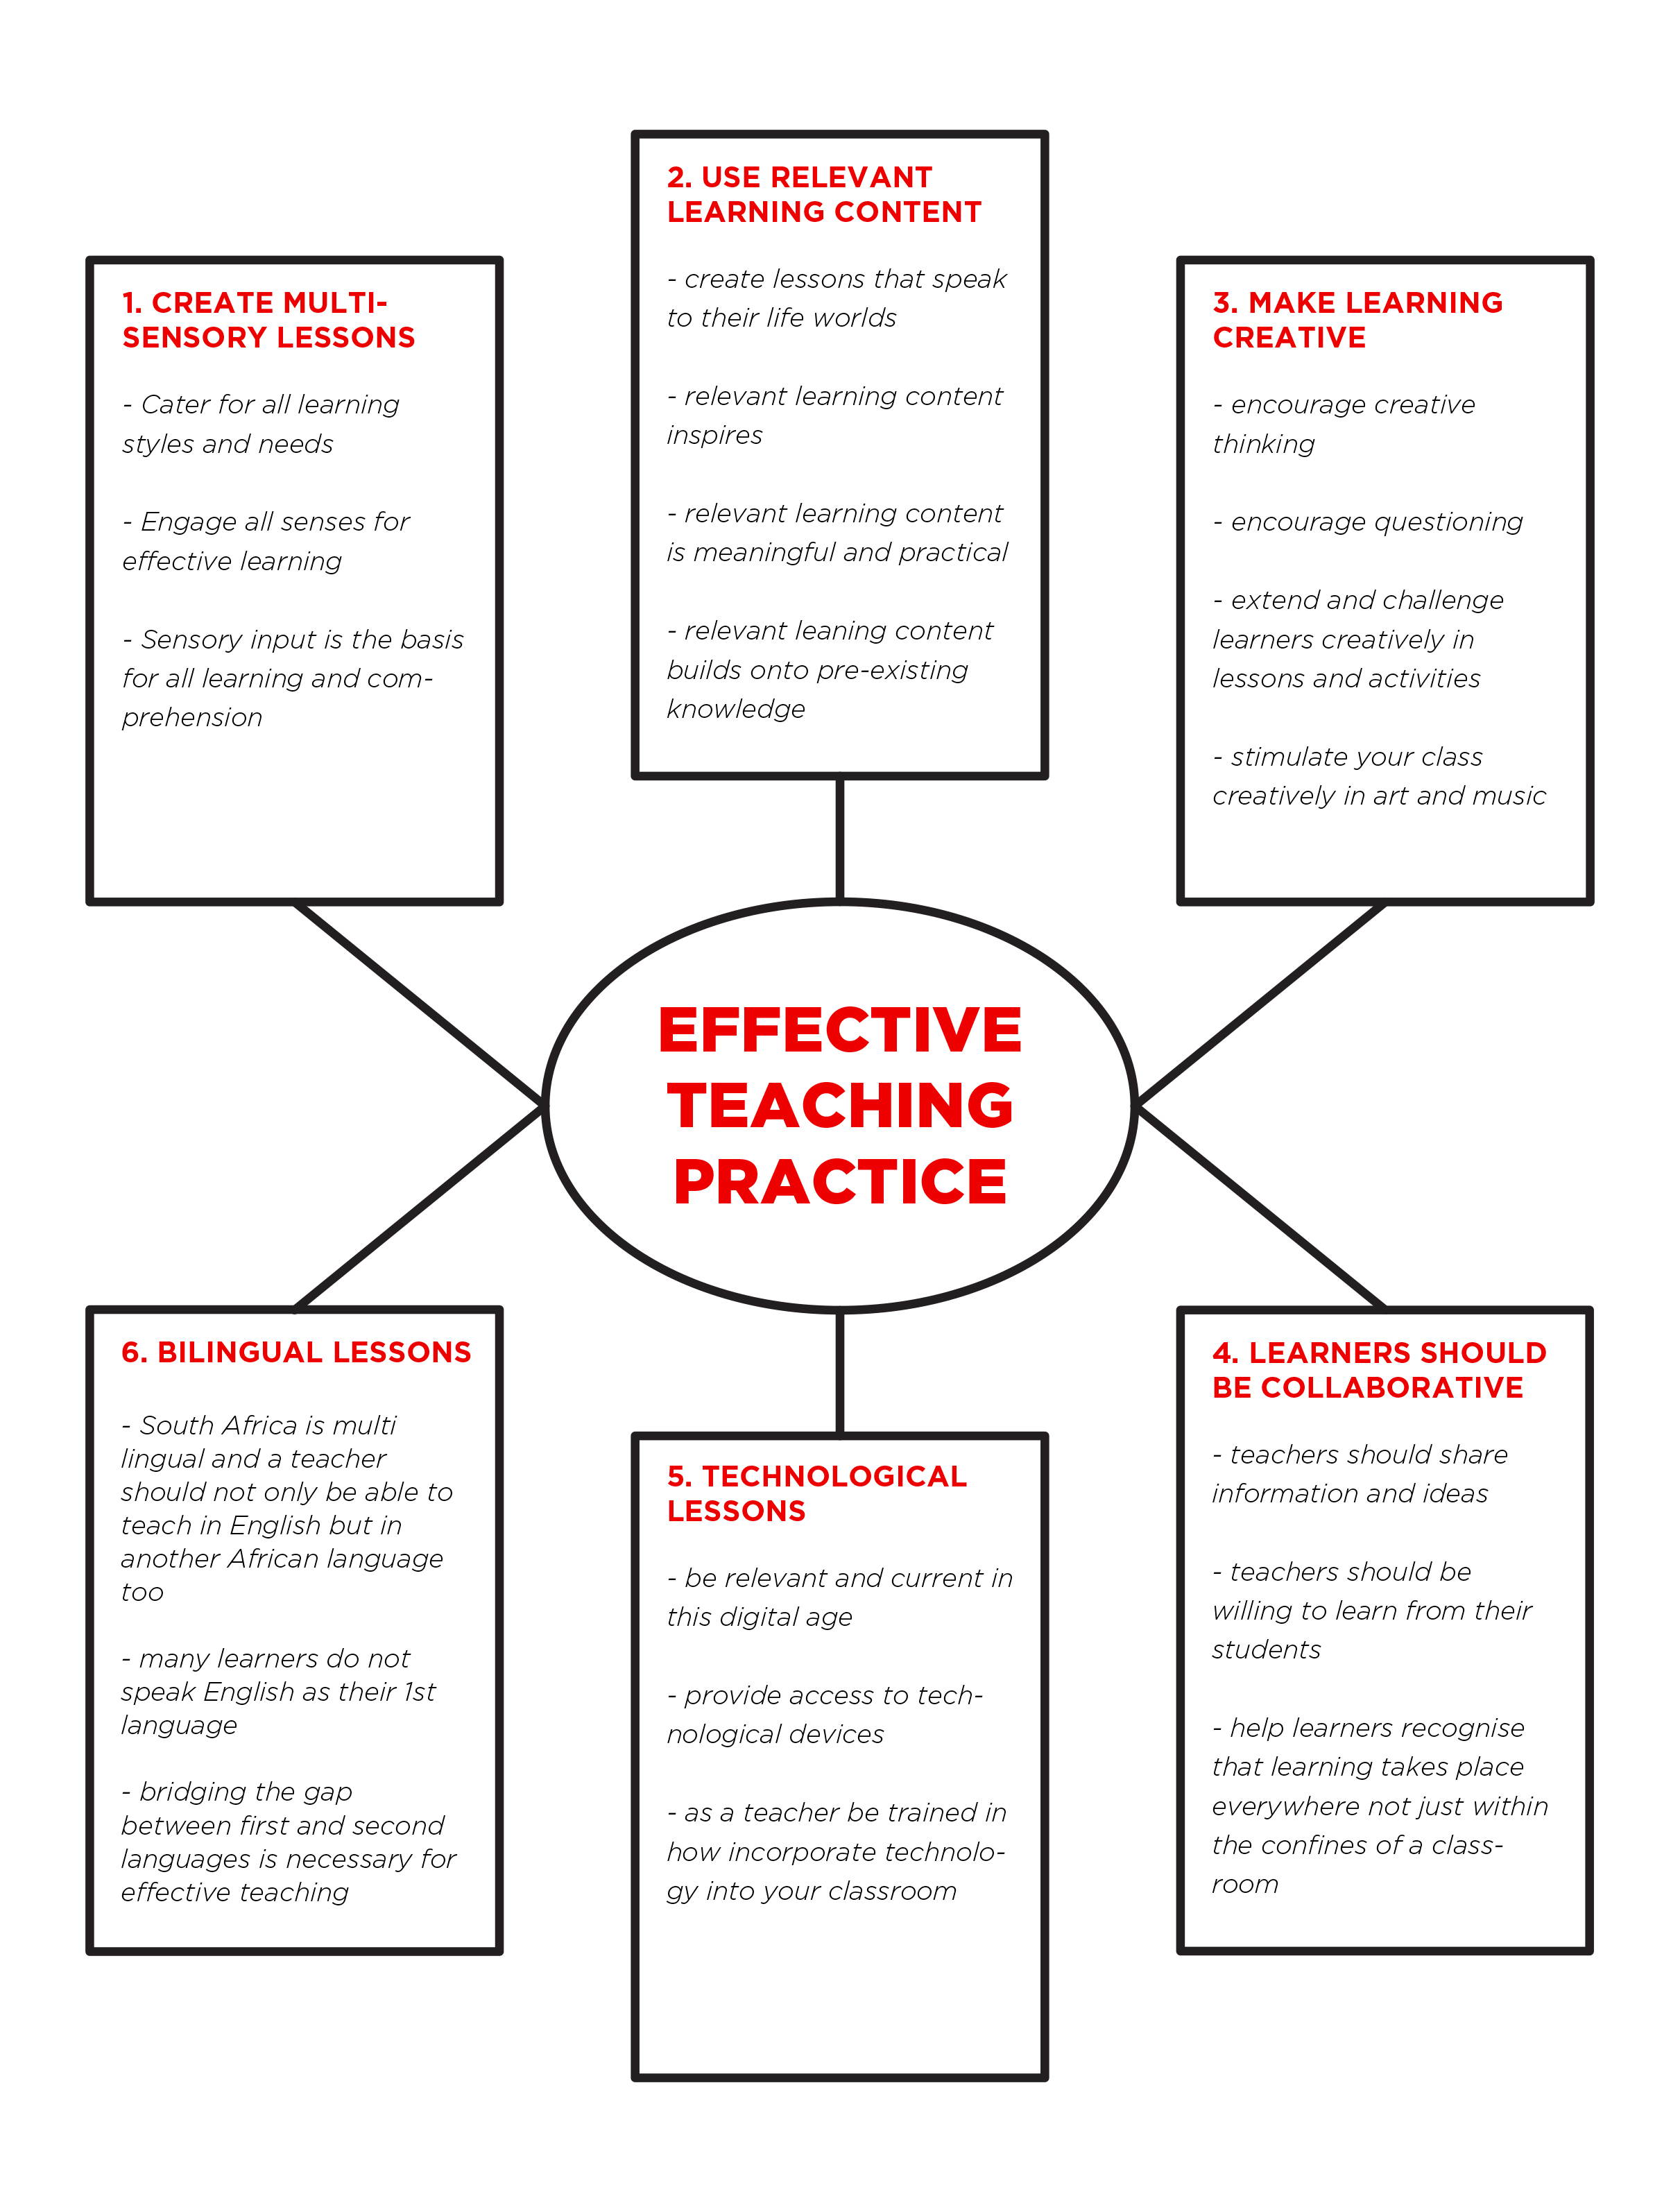 1. CREATE MULTI-
SENSORY LESSONS
- Cater for all learning
styles and needs
- Engage all senses for
effective learning
- Sensory input is the basis
for all learning and com-
prehension
2. USE RELEVANT
LEARNING CONTENT
- create lessons that speak
to their life worlds
- relevant learning content
inspires
- relevant learning content
is meaningful and practical
- relevant leaning content
builds onto pre-existing
knowledge
3. MAKE LEARNING
CREATIVE
- encourage creative
thinking
- encourage questioning
- extend and challenge
learners creatively in
lessons and activities
- stimulate your class
creatively in art and music
EFFECTIVE
TEACHING
PRACTICE
4. LEARNERS SHOULD
BE COLLABORATIVE
- teachers should share
information and ideas
- teachers should be
willing to learn from their
students
- help learners recognise
that learning takes place
everywhere not just within
the confines of a class-
room
5. TECHNOLOGICAL
LESSONS
- be relevant and current in
this digital age
- provide access to tech-
nological devices
- as a teacher be trained in
how incorporate technolo-
gy into your classroom
6. BILINGUAL LESSONS
- South Africa is multi
lingual and a teacher
should not only be able to
teach in English but in
another African language
too
- many learners do not
speak English as their 1st
language
- bridging the gap
between first and second
languages is necessary for
effective teaching